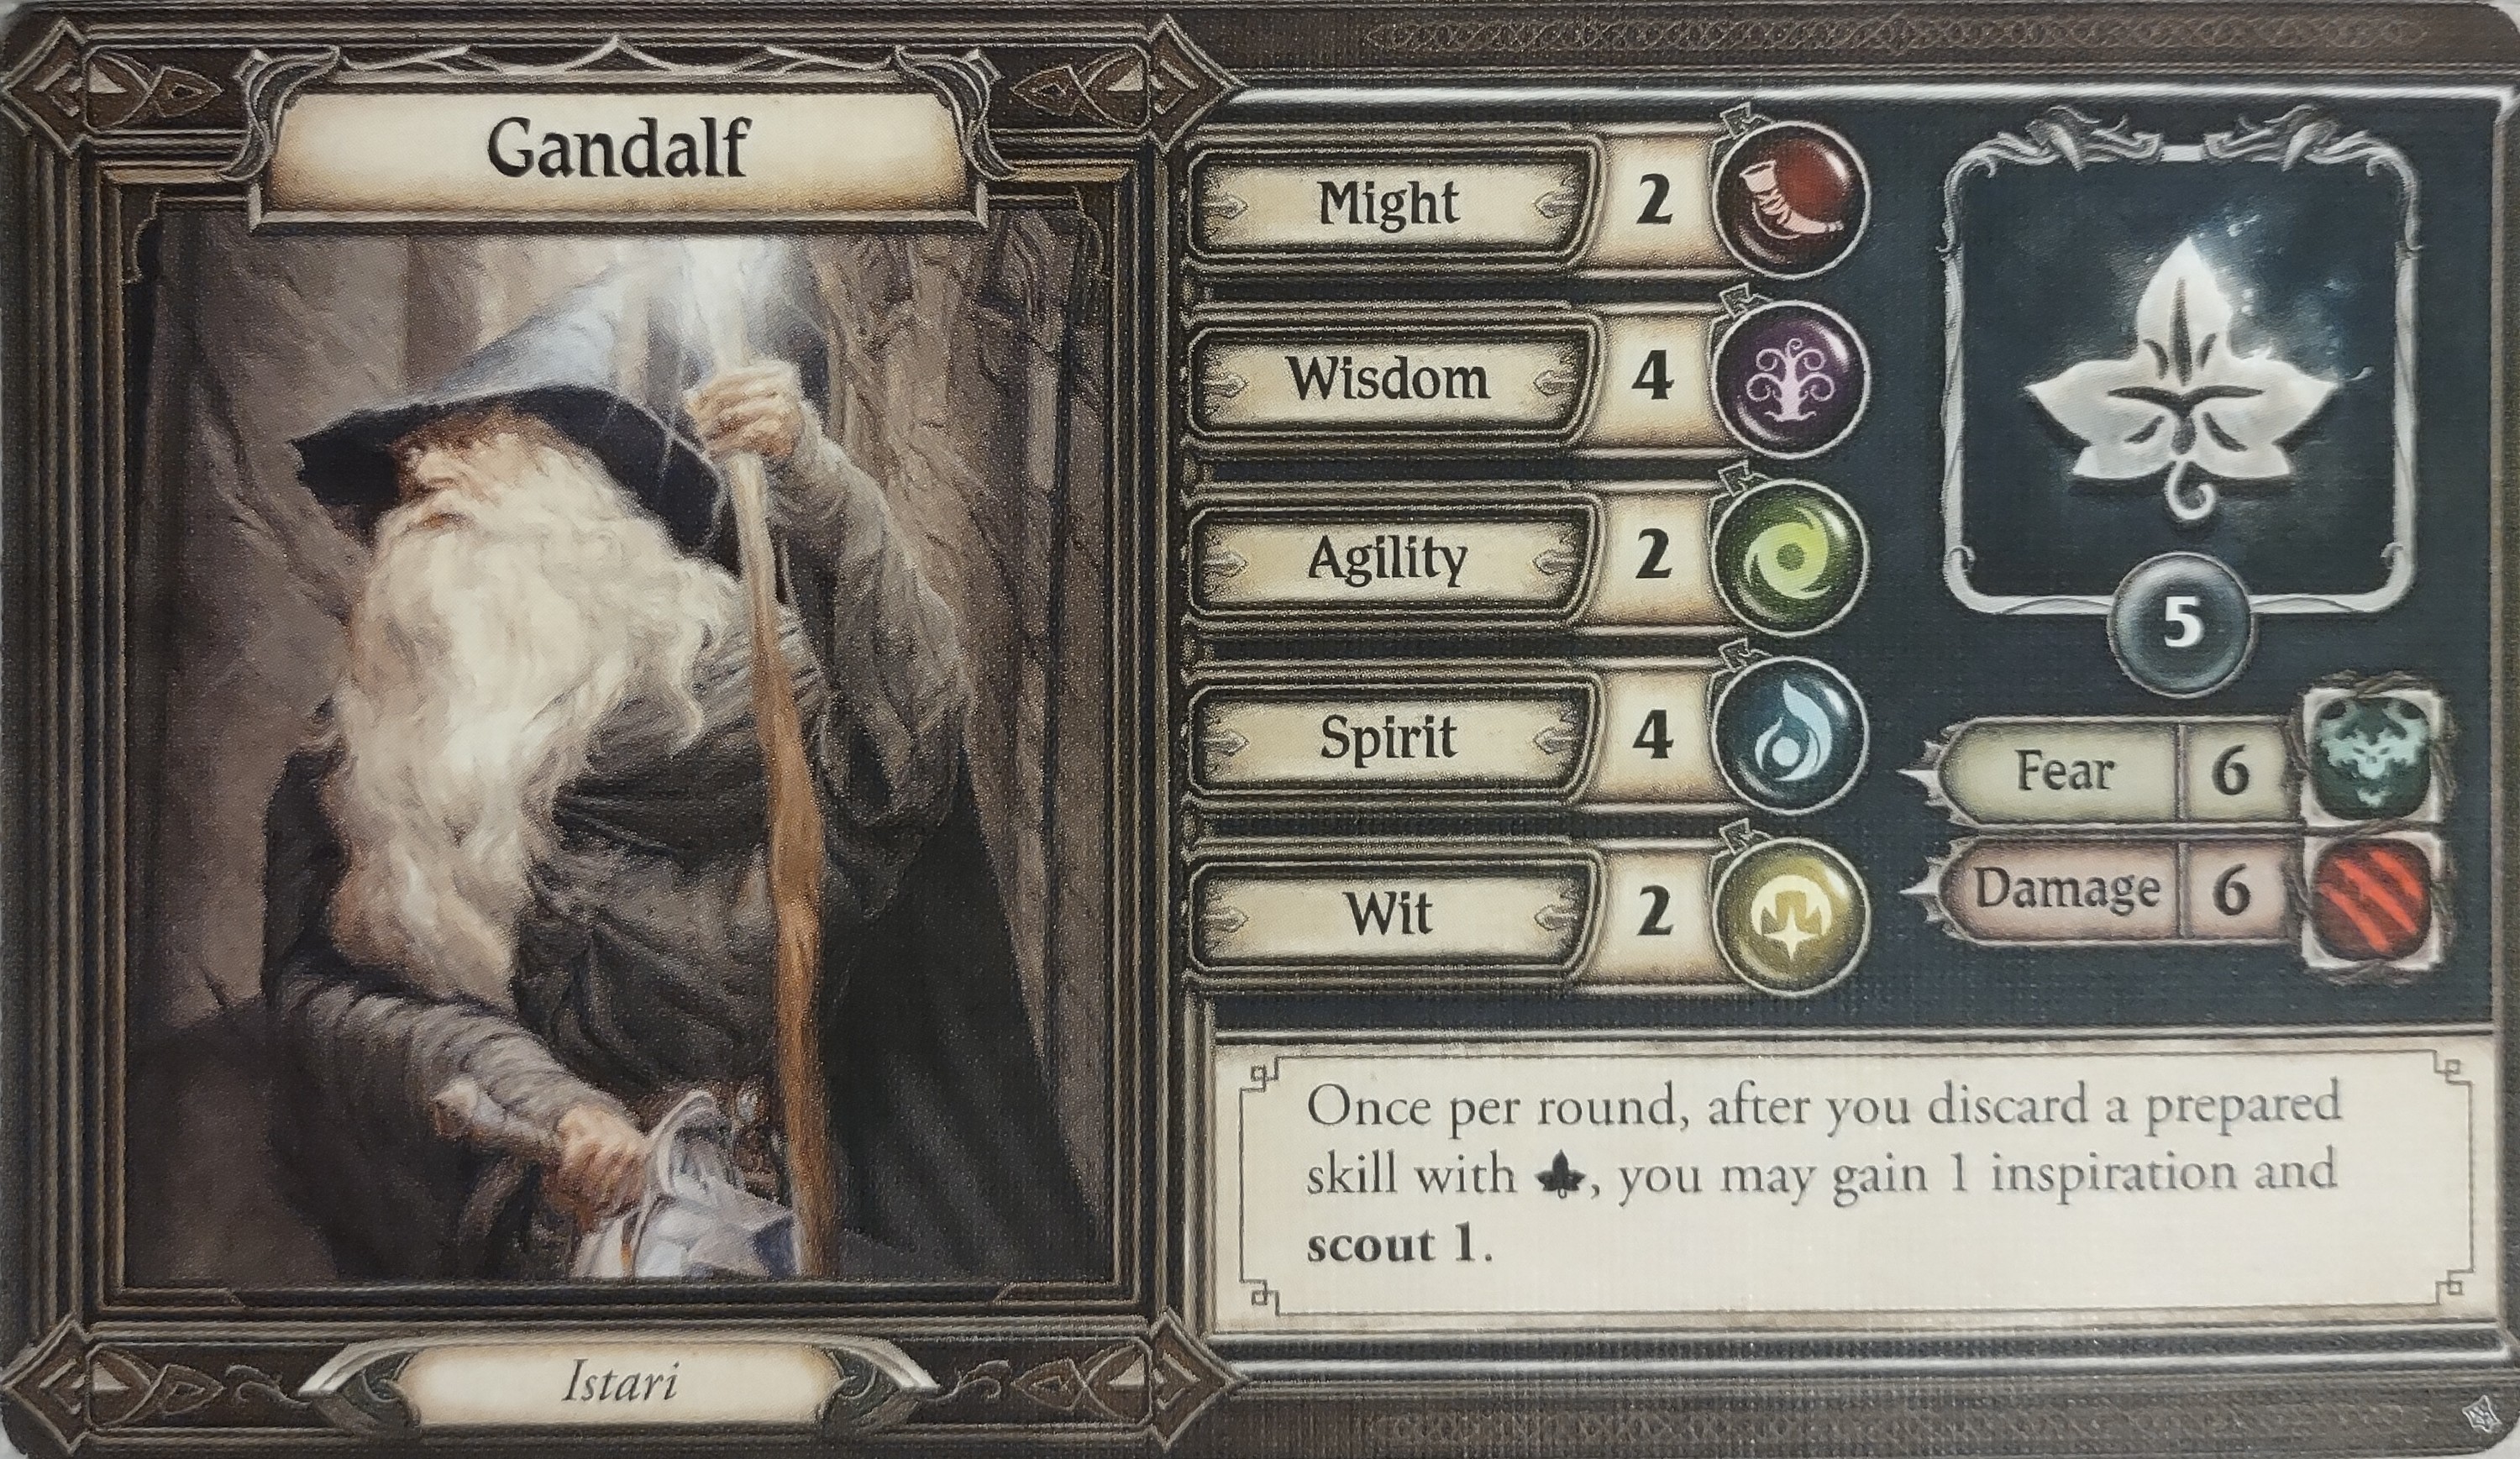 Gandalf
Might 2
Wisdom 4
Agility 2
Spirit 4
Wit 2
5
Fear 6
Damage 6
Once per round, after you discard a prepared
skill with , you may gain 1 inspiration and
scout 1.
Istari